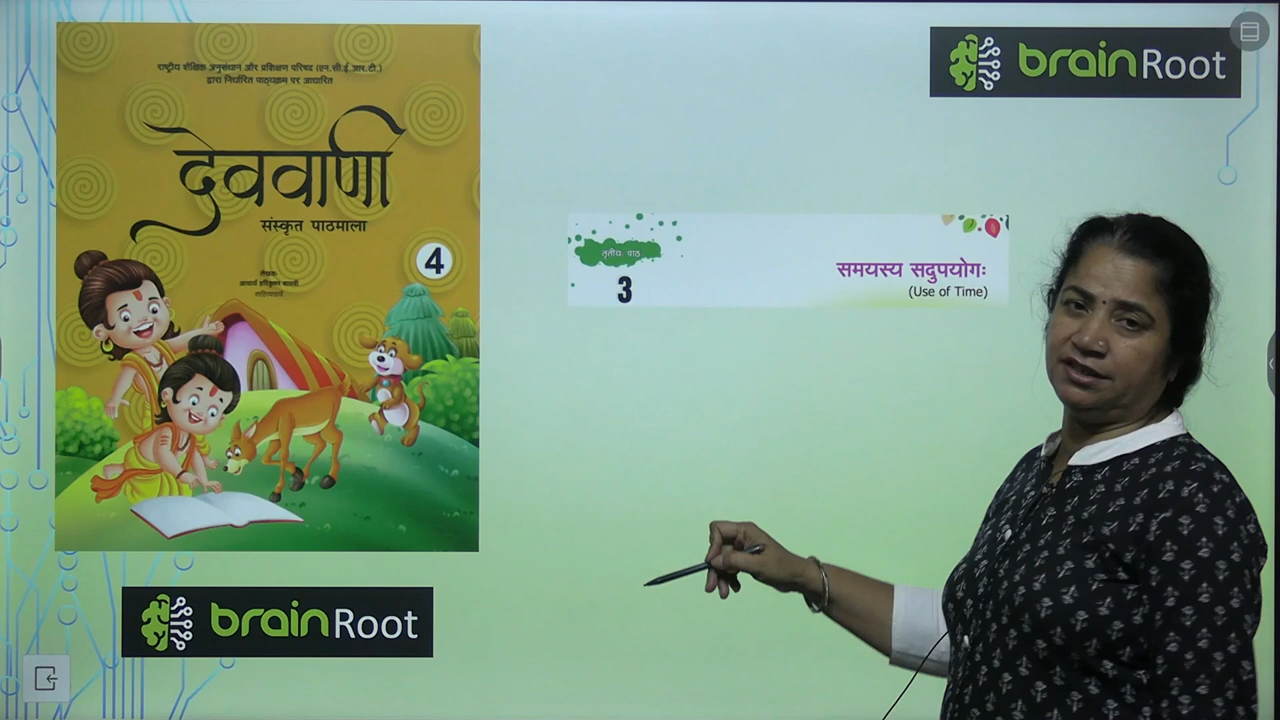 राष्ट्रीय शैक्षिक अनुसंधान और प्रशिक्षण परिषद (एन.सी.ई.आर.टी.)
द्वारा निर्धारित पाठ्यक्रम पर आधारित
देववाणी
संस्कृत पाठमाला
4
लेखक:
brainRoot
तृतीयः पाठ
3
समयस्य सदुपयोगः
(Use of Time)
brainRoot